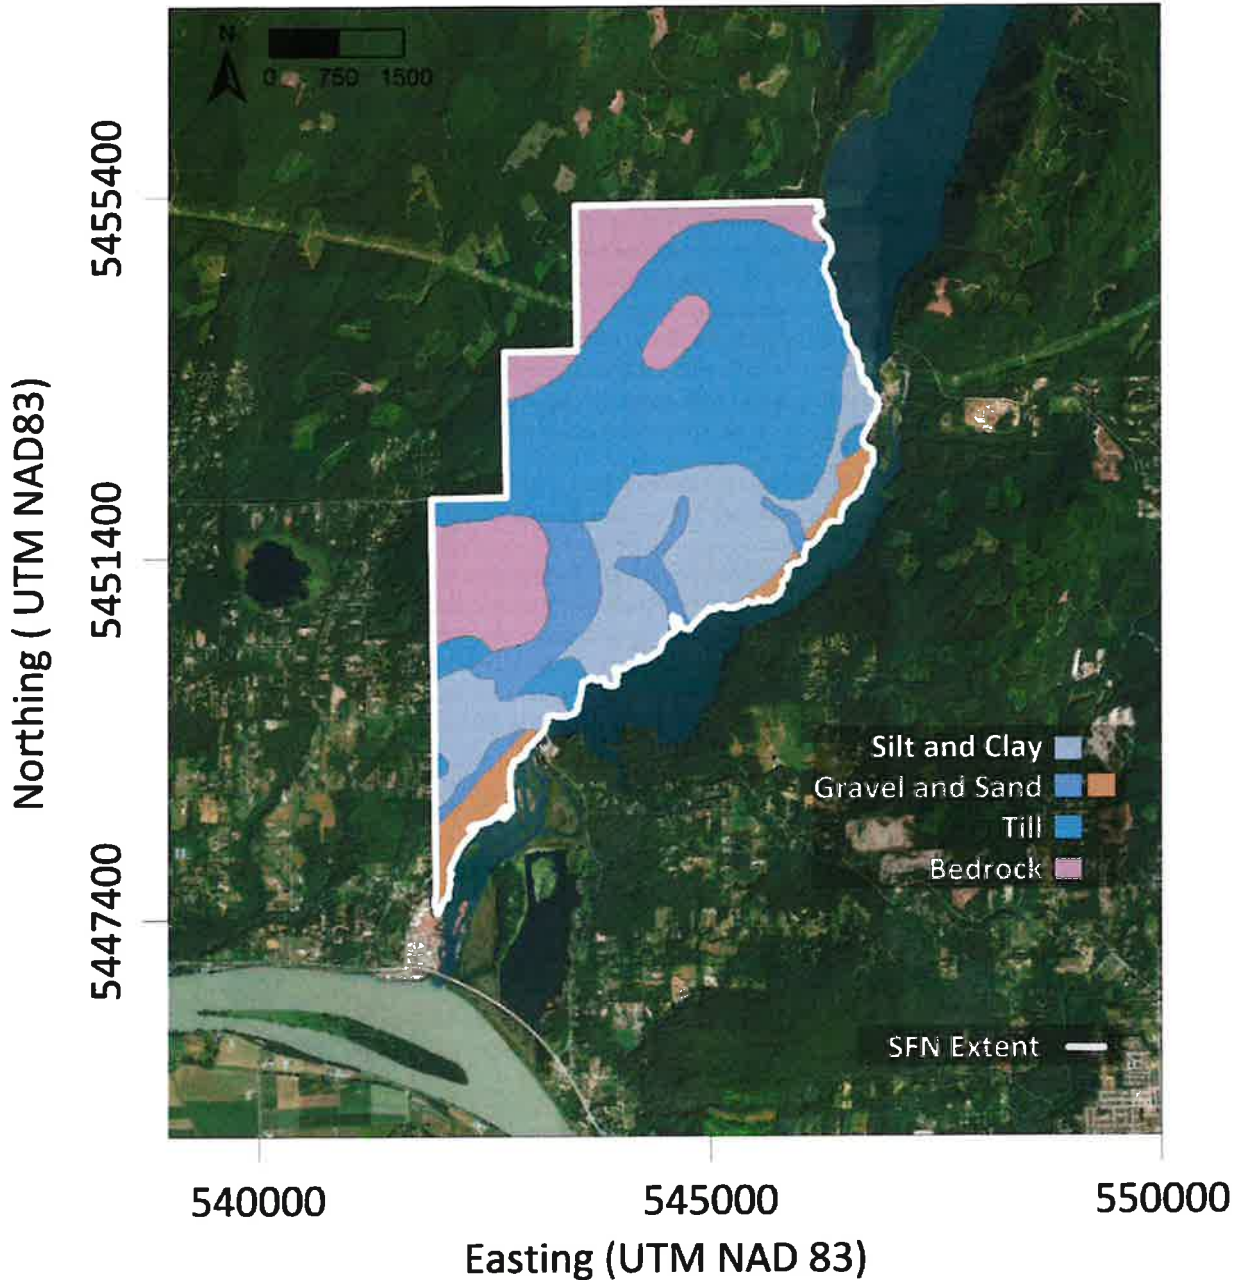 N
0 750 1500
5455400
5451400
5447400
Northing ( UTM NAD83)
Silt and Clay
Gravel and Sand
Till
Bedrock
SFN Extent
540000 545000 550000
Easting (UTM NAD 83)